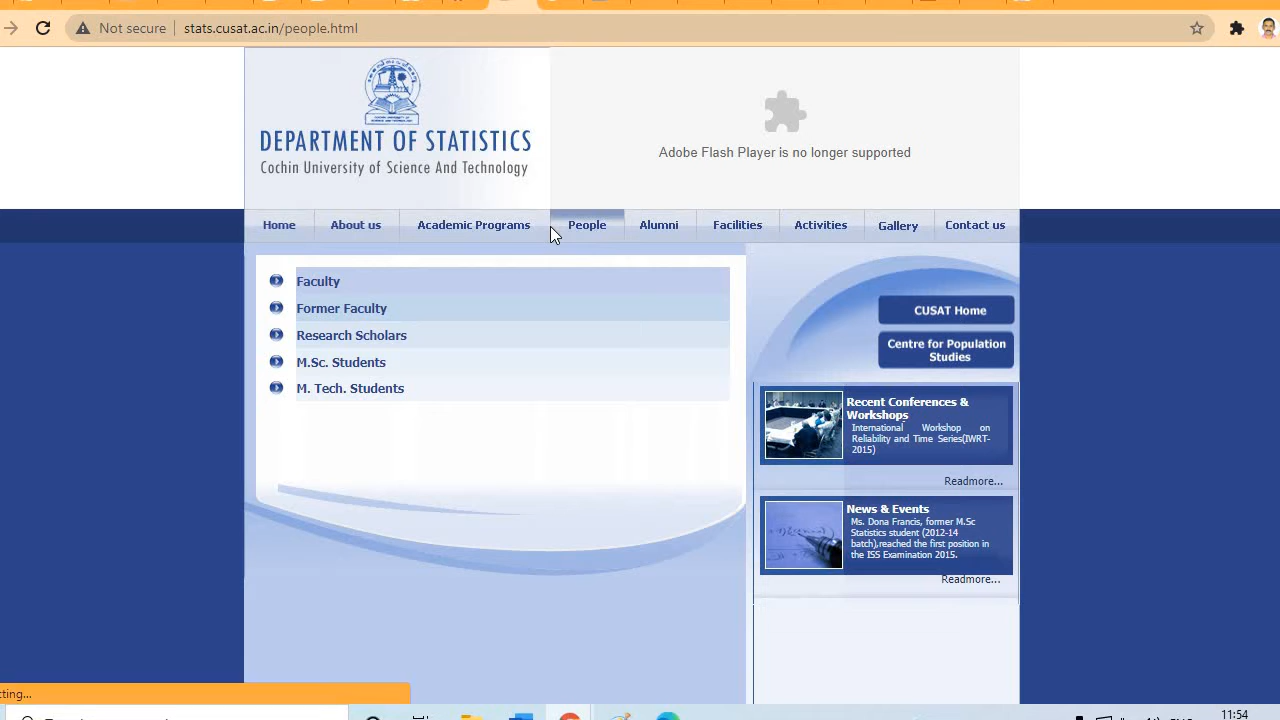 Not secure
stats.cusat.ac.in/people.html
DEPARTMENT OF STATISTICS
Cochin University of Science And Technology
Adobe Flash Player is no longer supported
Home
About us
Academic Programs
People
Alumni
Facilities
Activities
Gallery
Contact us
Faculty
Former Faculty
Research Scholars
M.Sc. Students
M. Tech. Students
CUSAT Home
Centre for Population
Studies
Recent Conferences &
Workshops
International Workshop on
Reliability and Time Series(IWRT-
2015)
Readmore...
News & Events
Ms. Dona Francis, former M.Sc
Statistics student (2012-14
batch),reached the first position in
the ISS Examination 2015.
Readmore...
cting...
11:54